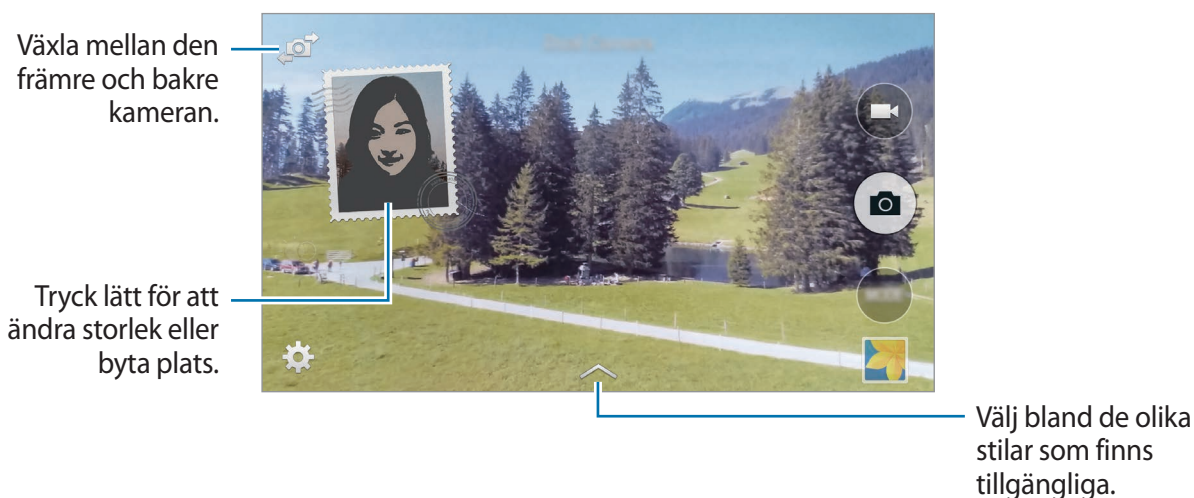 Växla mellan den
främre och bakre
kameran.
Tryck lätt för att
ändra storlek eller
byta plats.
Välj bland de olika
stilar som finns
tillgängliga.